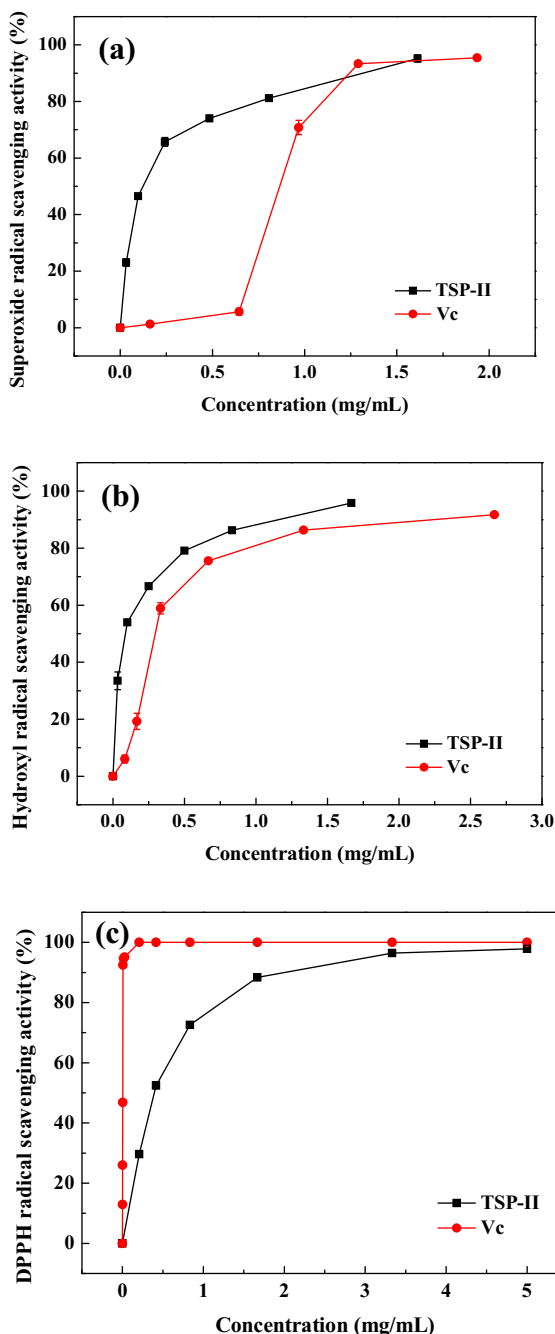 (a)
Superoxide radical scavenging activity (%)
100
80
60
40
20
0
TSP-II
Vc
0.0 0.5 1.0 1.5 2.0
Concentration (mg/mL)
(b)
Hydroxyl radical scavenging activity (%)
100
80
60
40
20
0
TSP-II
Vc
0.0 0.5 1.0 1.5 2.0 2.5 3.0
Concentration (mg/mL)
(c)
DPPH radical scavenging activity (%)
100
80
60
40
20
0
TSP-II
Vc
0 1 2 3 4 5
Concentration (mg/mL)